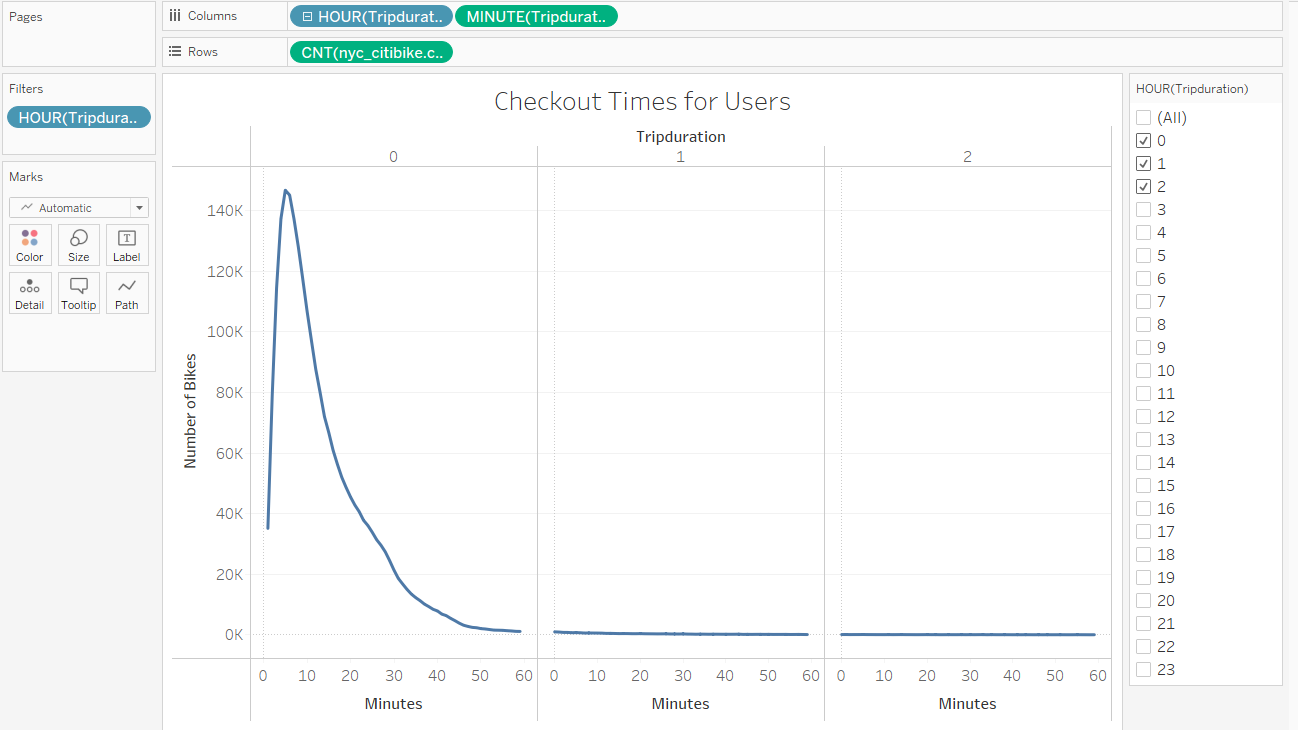 Pages
Columns
HOUR(Tripdurat..
MINUTE(Tripdurat..
Rows
CNT(nyc_citibike.c..
Filters
HOUR(Tripdura..
Marks
Automatic
Color
Size
Label
Detail
Tooltip
Path
Checkout Times for Users
Tripduration
0 1 2
Number of Bikes
140K
120K
100K
80K
60K
40K
20K
0K
0 10 20 30 40 50 60 0 10 20 30 40 50 60 0 10 20 30 40 50 60
Minutes Minutes Minutes
HOUR(Tripduration)
(All)
0
1
2
3
4
5
6
7
8
9
10
11
12
13
14
15
16
17
18
19
20
21
22
23